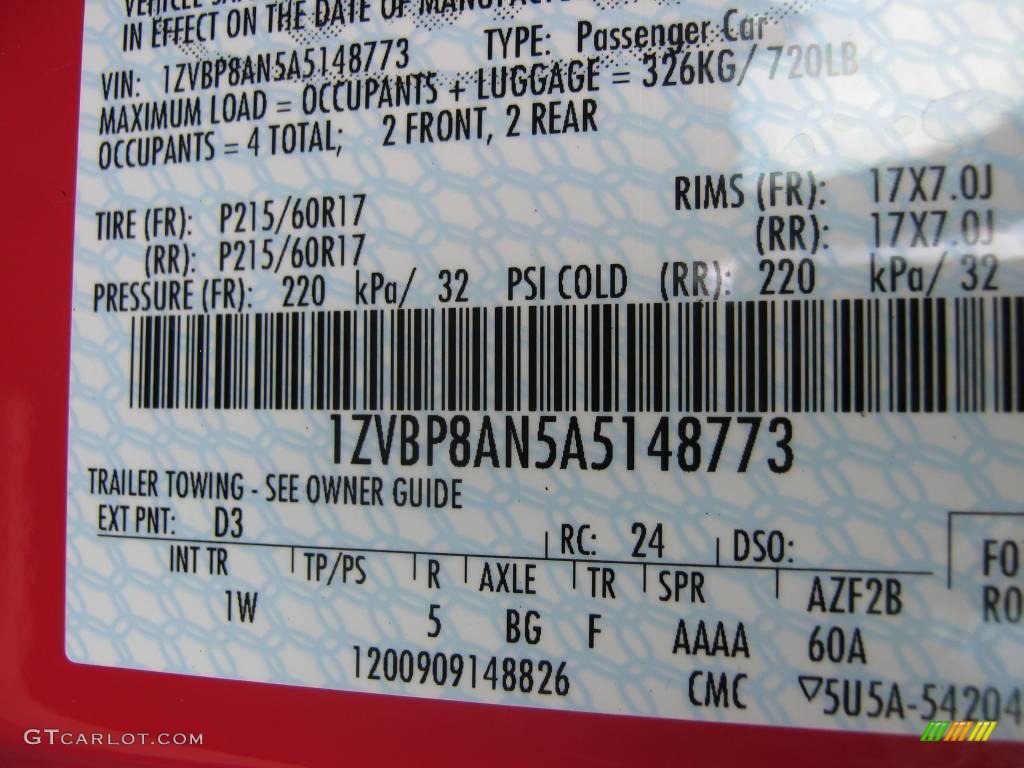 IN EFFECT ON THE DATE OF
VIN: 1ZVBP8AN5A5148773 TYPE: Passenger Car
MAXIMUM LOAD = OCCUPANTS + LUGGAGE = 326KG/ 720LB
OCCUPANTS = 4 TOTAL; 2 FRONT, 2 REAR
TIRE (FR): P215/60R17 RIMS (FR): 17X7.0J
(RR): P215/60R17 (RR): 17X7.0J
PRESSURE (FR): 220 kPa/ 32 PSI COLD (RR): 220 kPa/ 32
1ZVBP8AN5A5148773
TRAILER TOWING - SEE OWNER GUIDE
EXT PNT: D3 RC: 24 DSO: FO
INT TR TP/PS R AXLE TR SPR AZF2B RO
1W 5 BG F AAAA 60A
1200909148826 CMC ▽5U5A-54204
GTCARLOT.COM